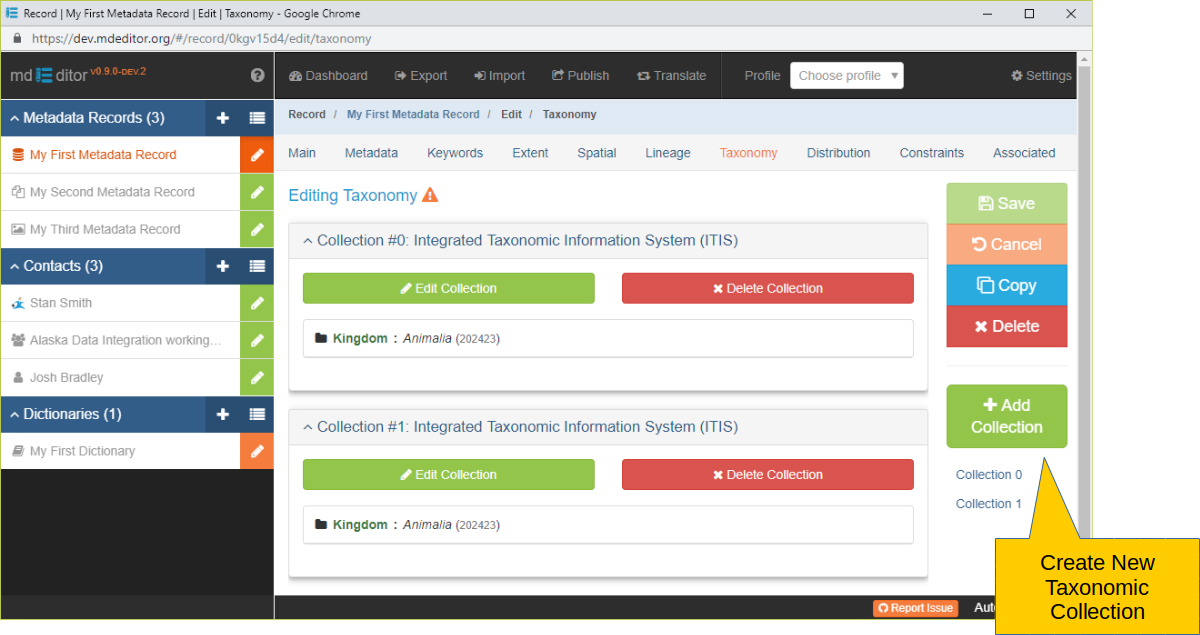 Record | My First Metadata Record | Edit | Taxonomy - Google Chrome
https://dev.mdeditor.org/#/record/0kgv15d4/edit/taxonomy
md ditor v0.9.0-DEV.2
Dashboard Export Import Publish Translate Profile Choose profile Settings
Metadata Records (3)
My First Metadata Record
My Second Metadata Record
My Third Metadata Record
Contacts (3)
Stan Smith
Alaska Data Integration working...
Josh Bradley
Dictionaries (1)
My First Dictionary
Record / My First Metadata Record / Edit / Taxonomy
Main Metadata Keywords Extent Spatial Lineage Taxonomy Distribution Constraints Associated
Editing Taxonomy
Collection #0: Integrated Taxonomic Information System (ITIS)
Edit Collection Delete Collection
Kingdom : Animalia (202423)
Collection #1: Integrated Taxonomic Information System (ITIS)
Edit Collection Delete Collection
Kingdom : Animalia (202423)
Save
Cancel
Copy
Delete
Add
Collection
Collection 0
Collection 1
Create New
Taxonomic
Collection
Report Issue